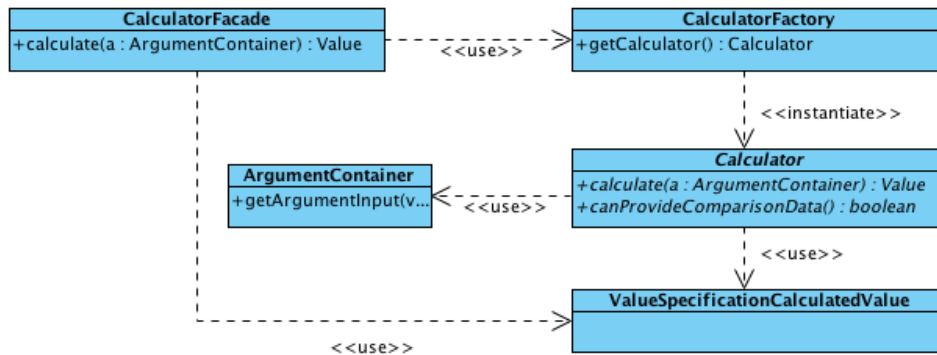 CalculatorFacade
+calculate(a : ArgumentContainer) : Value
<<use>>
CalculatorFactory
+getCalculator() : Calculator
<<instantiate>>
ArgumentContainer
+getArgumentInput(v...
<<use>>
Calculator
+calculate(a : ArgumentContainer) : Value
+canProvideComparisonData() : boolean
<<use>>
ValueSpecificationCalculatedValue
<<use>>